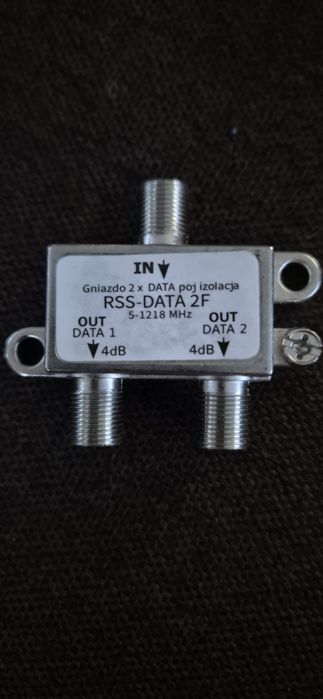 IN
Gniazdo 2 x DATA poj izolacja
RSS-DATA 2F
5-1218 MHz
OUT OUT
DATA 1 DATA 2
4dB 4dB